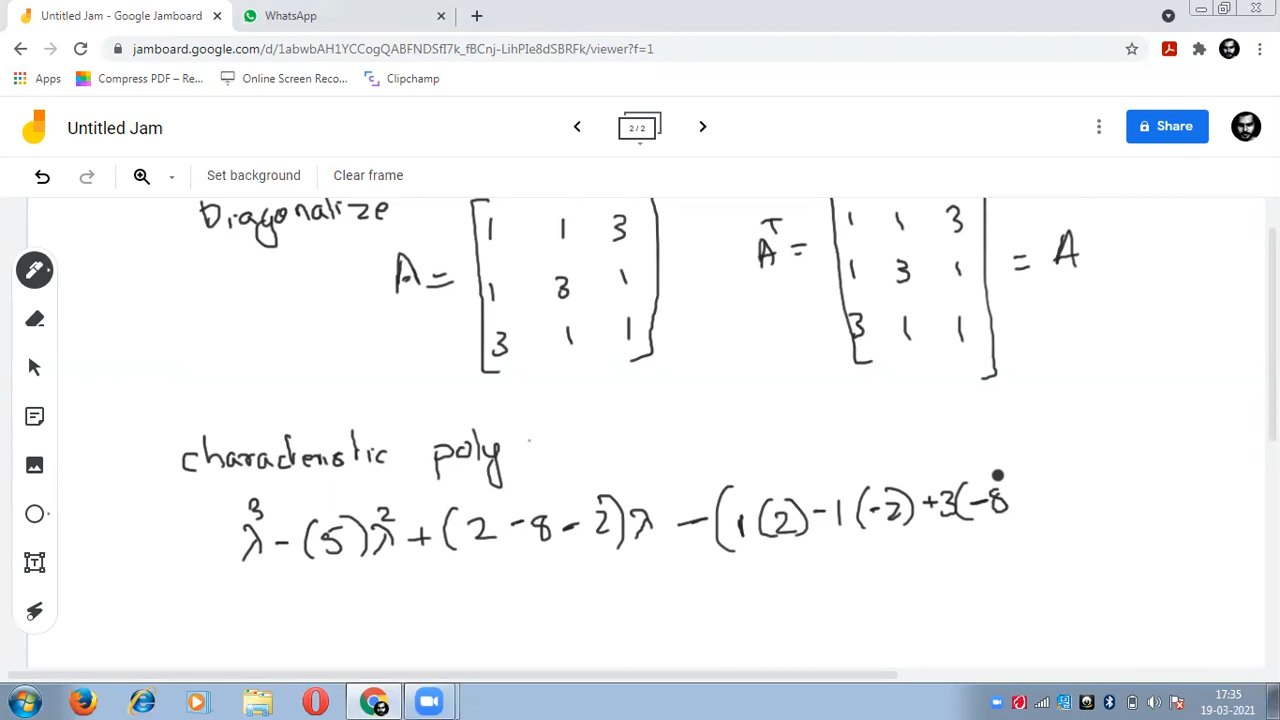 Untitled Jam - Google Jamboard
WhatsApp
jamboard.google.com/d/1abwbAH1YCCogQABFNDSfI7k_fBCnj-LihPIe8dSBRFk/viewer?f=1
Apps Compress PDF – Re... Online Screen Reco... Clipchamp
Untitled Jam
2 / 2
Share
Set background
Clear frame
Diagonalize
A = [ 1 1 3
1 3 1
3 1 1 ]
Aᵀ = [ 1 1 3
1 3 1
3 1 1 ] = A
characteristic poly
λ³ - (5)λ² + (2 - 8 - 2)λ - (1(2) - 1(-2) + 3(-8
17:35
19-03-2021